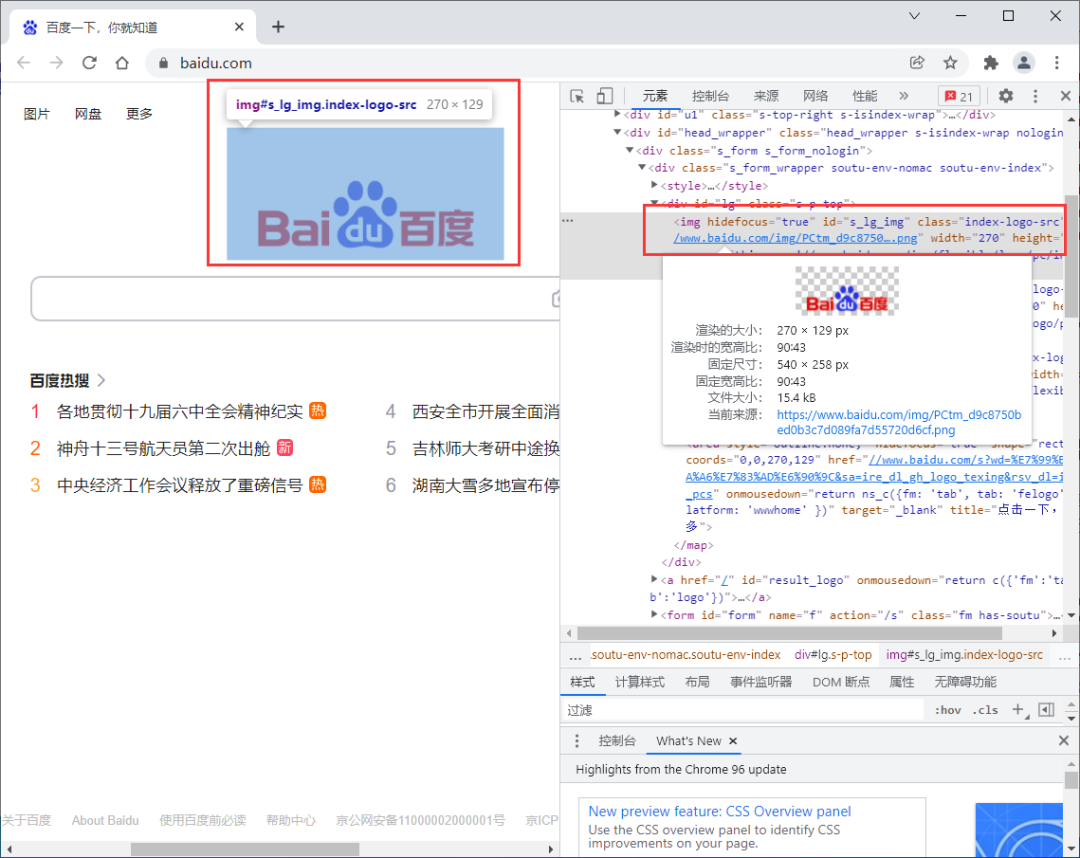 百度一下，你就知道
baidu.com
图片 网盘 更多
img#s_lg_img.index-logo-src 270 × 129
Bai du 百度
百度热搜
1 各地贯彻十九届六中全会精神纪实 热
2 神舟十三号航天员第二次出舱 新
3 中央经济工作会议释放了重磅信号 热
4 西安全市开展全面消
5 吉林师大考研中途换
6 湖南大雪多地宣布停
关于百度 About Baidu 使用百度前必读 帮助中心 京公网安备11000002000001号 京ICP
元素 控制台 来源 网络 性能 » 21
<div id="u1" class="s-top-right s-isindex-wrap">…</div>
<div id="head_wrapper" class="head_wrapper s-isindex-wrap nologin
<div class="s_form s_form_nologin">
<div class="s_form_wrapper soutu-env-nomac soutu-env-index">
<style>…</style>
<div id="lg" class="s-p-top">
<img hidefocus="true" id="s_lg_img" class="index-logo-src"
/www.baidu.com/img/PCtm_d9c8750….png" width="270" height="
Bai du 百度
渲染的大小： 270 × 129 px
渲染时的宽高比： 90∶43
固定尺寸： 540 × 258 px
固定宽高比： 90∶43
文件大小： 15.4 kB
当前来源： https://www.baidu.com/img/PCtm_d9c8750b
ed0b3c7d089fa7d55720d6cf.png
coords="0,0,270,129" href="//www.baidu.com/s?wd=%E7%99%
A%A6%E7%83%AD%E6%90%9C&sa=ire_dl_gh_logo_texing&rsv_dl=i
_pcs" onmousedown="return ns_c({fm: 'tab', tab: 'felogo'
latform: 'wwwhome' })" target="_blank" title="点击一下，
多">
</map>
</div>
<a href="/" id="result_logo" onmousedown="return c({'fm':'ta
b':'logo'})">…</a>
<form id="form" name="f" action="/s" class="fm has-soutu">…
... .soutu-env-nomac.soutu-env-index div#lg.s-p-top img#s_lg_img.index-logo-src ...
样式 计算样式 布局 事件监听器 DOM 断点 属性 无障碍功能
过滤 :hov .cls +
控制台 What's New
Highlights from the Chrome 96 update
New preview feature: CSS Overview panel
Use the CSS overview panel to identify CSS
improvements on your page.